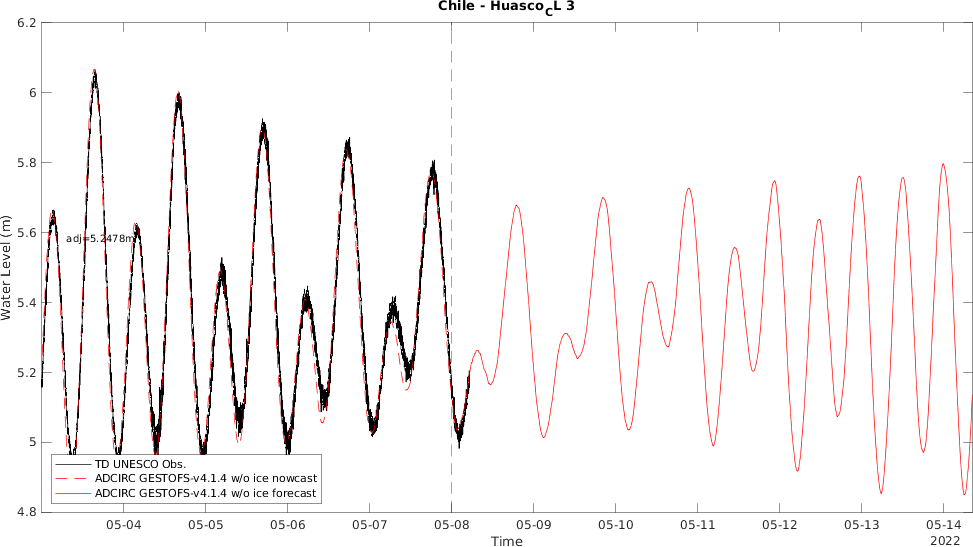 Chile - Huasco_CL 3
6.2
6
5.8
5.6
5.4
5.2
5
4.8
Water Level (m)
adj=5.2478m
TD UNESCO Obs.
ADCIRC GESTOFS-v4.1.4 w/o ice nowcast
ADCIRC GESTOFS-v4.1.4 w/o ice forecast
05-04 05-05 05-06 05-07 05-08 05-09 05-10 05-11 05-12 05-13 05-14
Time
2022